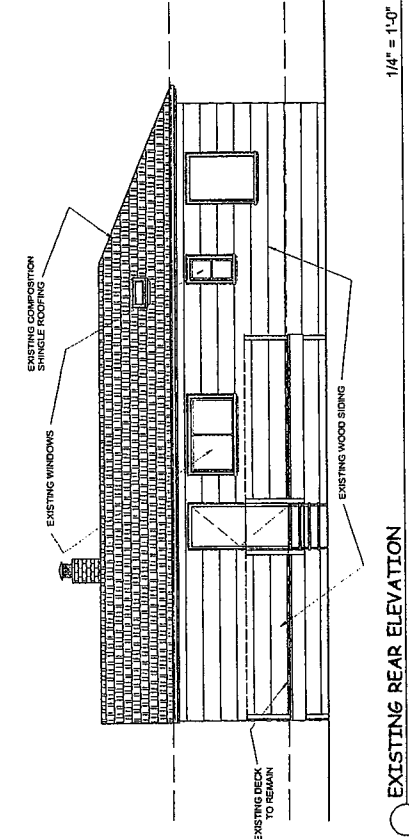 EXISTING COMPOSITION
SHINGLE ROOFING
EXISTING WINDOWS
EXISTING WOOD SIDING
EXISTING DECK
TO REMAIN
EXISTING REAR ELEVATION
1/4" = 1'-0"